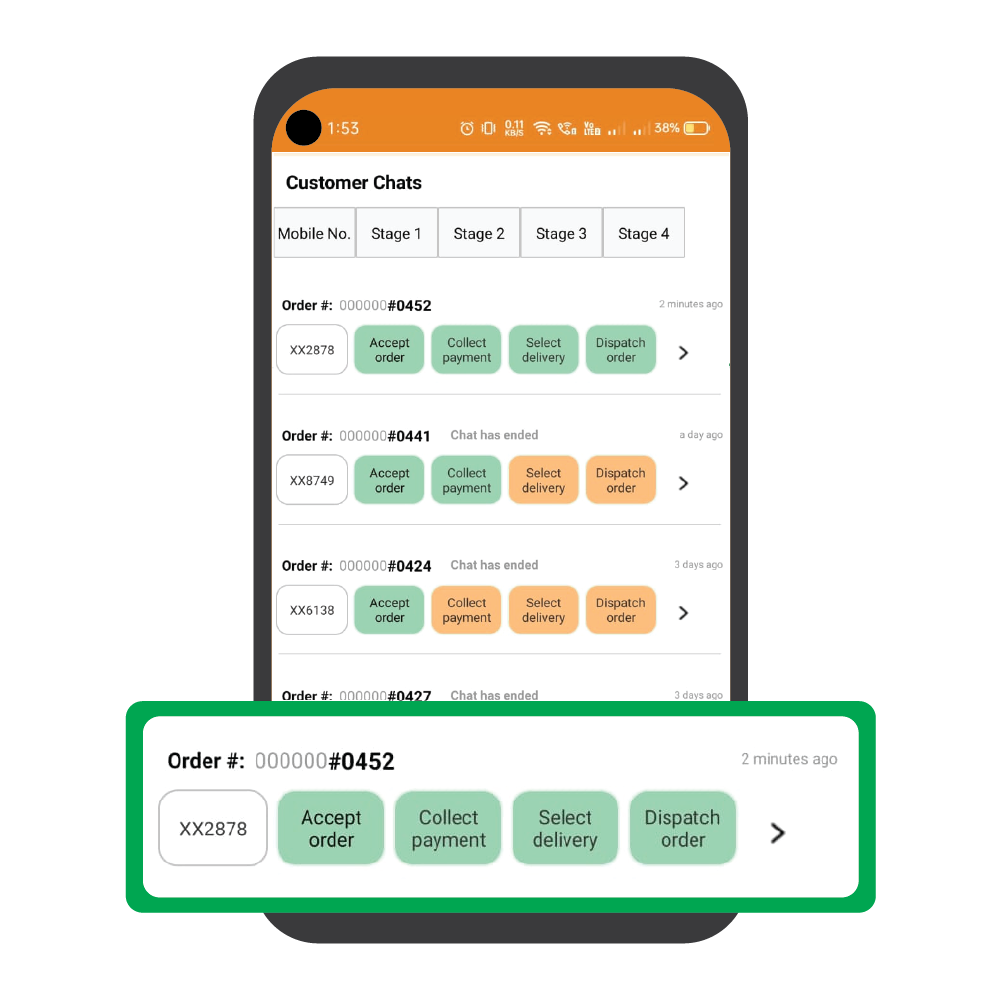 1:53 0.11 KB/S Vo LTE 38%
Customer Chats
Mobile No. Stage 1 Stage 2 Stage 3 Stage 4
Order #: 000000#0452 2 minutes ago
XX2878 Accept order Collect payment Select delivery Dispatch order
Order #: 000000#0441 Chat has ended a day ago
XX8749 Accept order Collect payment Select delivery Dispatch order
Order #: 000000#0424 Chat has ended 3 days ago
XX6138 Accept order Collect payment Select delivery Dispatch order
Order #: 000000#0427 Chat has ended 3 days ago
Order #: 000000#0452 2 minutes ago
XX2878 Accept order Collect payment Select delivery Dispatch order